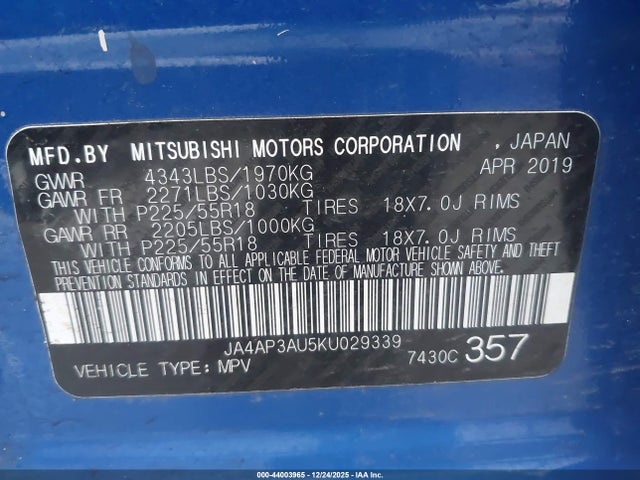 MFD.BY MITSUBISHI MOTORS CORPORATION , JAPAN
GVWR 4343LBS/1970KG APR 2019
GAWR FR 2271LBS/1030KG
WITH P225/55R18 TIRES 18X7.0J RIMS
GAWR RR 2205LBS/1000KG
WITH P225/55R18 TIRES 18X7.0J RIMS
THIS VEHICLE CONFORMS TO ALL APPLICABLE FEDERAL MOTOR VEHICLE SAFETY AND THEFT
PREVENTION STANDARDS IN EFFECT ON THE DATE OF MANUFACTURE SHOWN ABOVE.
JA4AP3AU5KU029339
VEHICLE TYPE: MPV 7430C 357
000-44003965 - 12/24/2025 - IAA Inc.